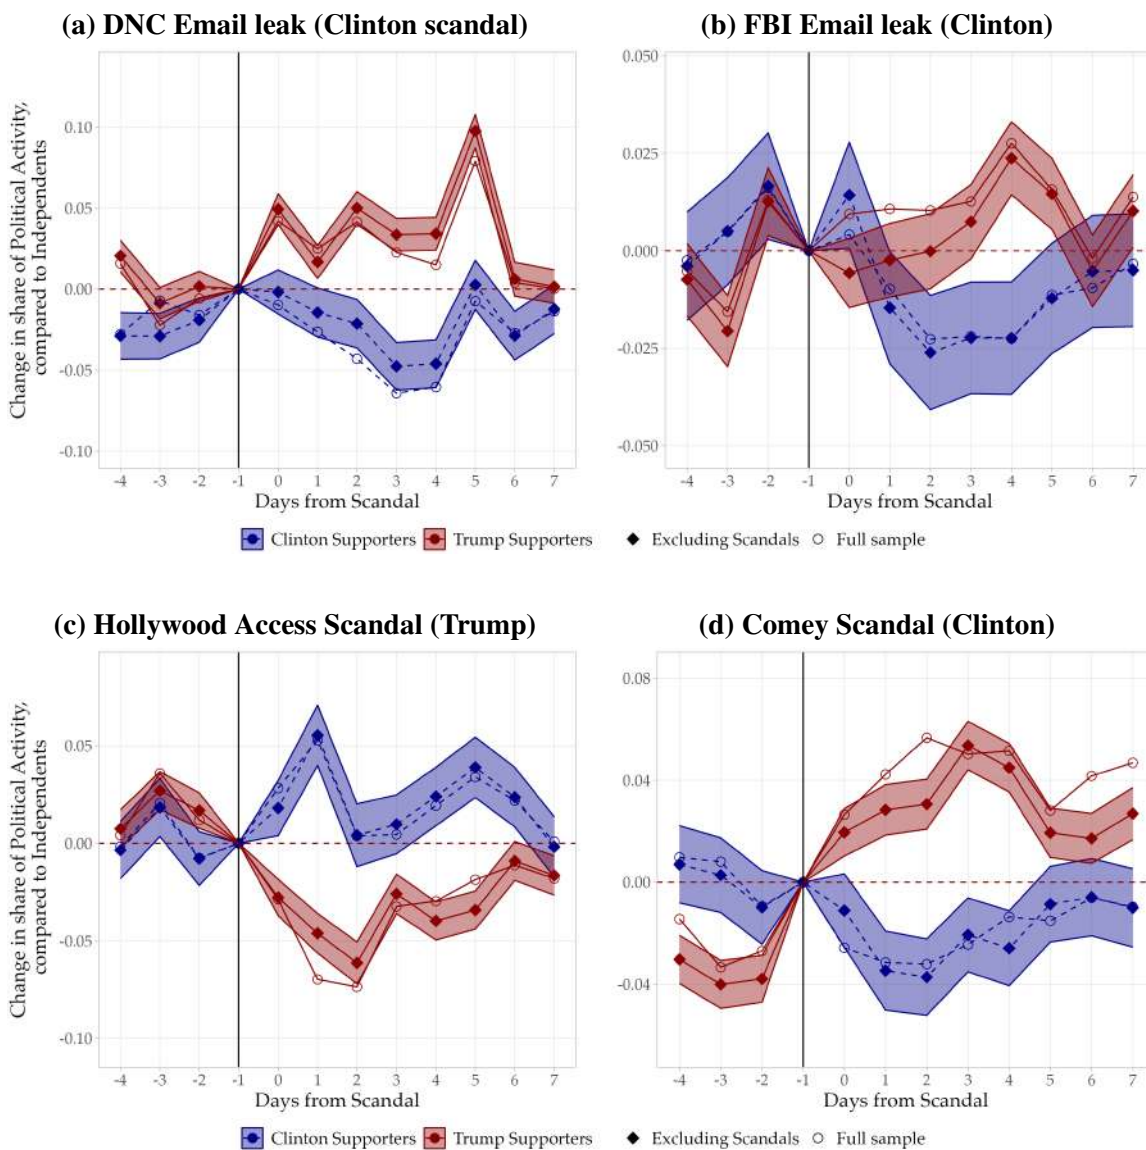 (a) DNC Email leak (Clinton scandal)
(b) FBI Email leak (Clinton)
Change in share of Political Activity,
compared to Independents
0.10
0.05
0.00
-0.05
-0.10
-4 -3 -2 -1 0 1 2 3 4 5 6 7
Days from Scandal
0.050
0.025
0.000
-0.025
-0.050
-4 -3 -2 -1 0 1 2 3 4 5 6 7
Days from Scandal
Clinton Supporters Trump Supporters Excluding Scandals Full sample
(c) Hollywood Access Scandal (Trump)
(d) Comey Scandal (Clinton)
Change in share of Political Activity,
compared to Independents
0.05
0.00
-0.05
-0.10
-4 -3 -2 -1 0 1 2 3 4 5 6 7
Days from Scandal
0.08
0.04
0.00
-0.04
-4 -3 -2 -1 0 1 2 3 4 5 6 7
Days from Scandal
Clinton Supporters Trump Supporters Excluding Scandals Full sample